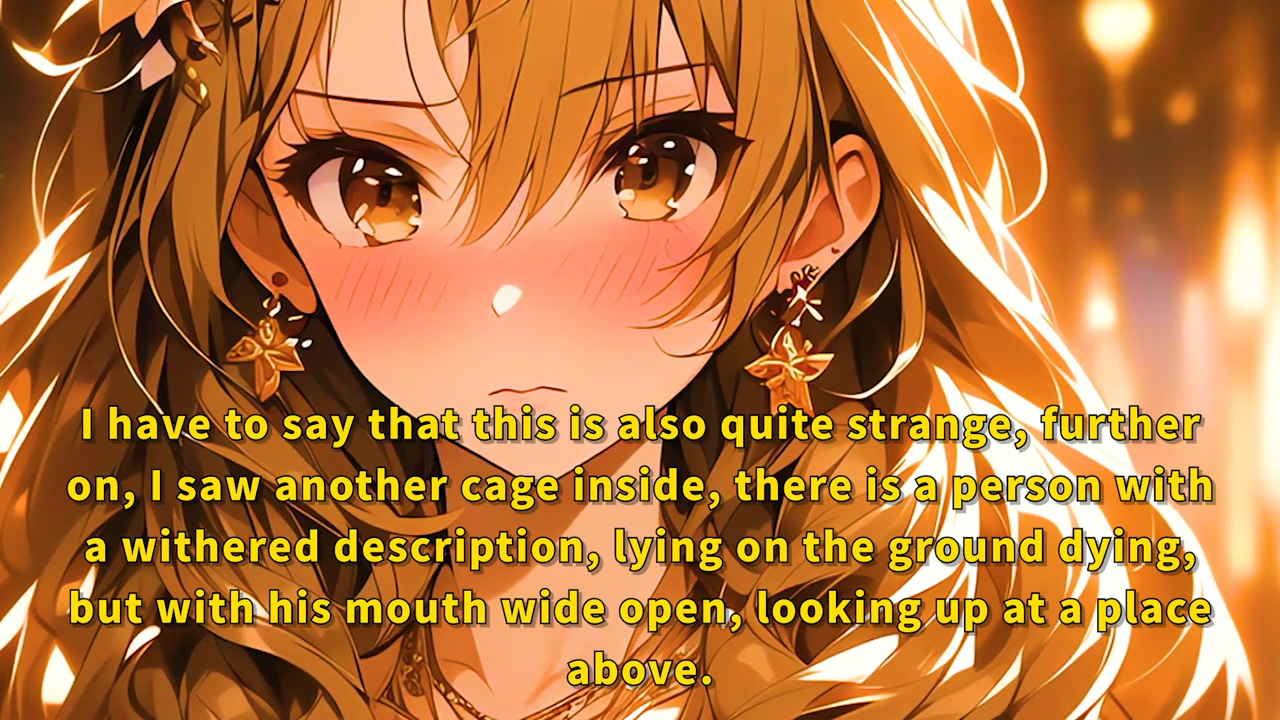 I have to say that this is also quite strange, further
on, I saw another cage inside, there is a person with
a withered description, lying on the ground dying,
but with his mouth wide open, looking up at a place
above.